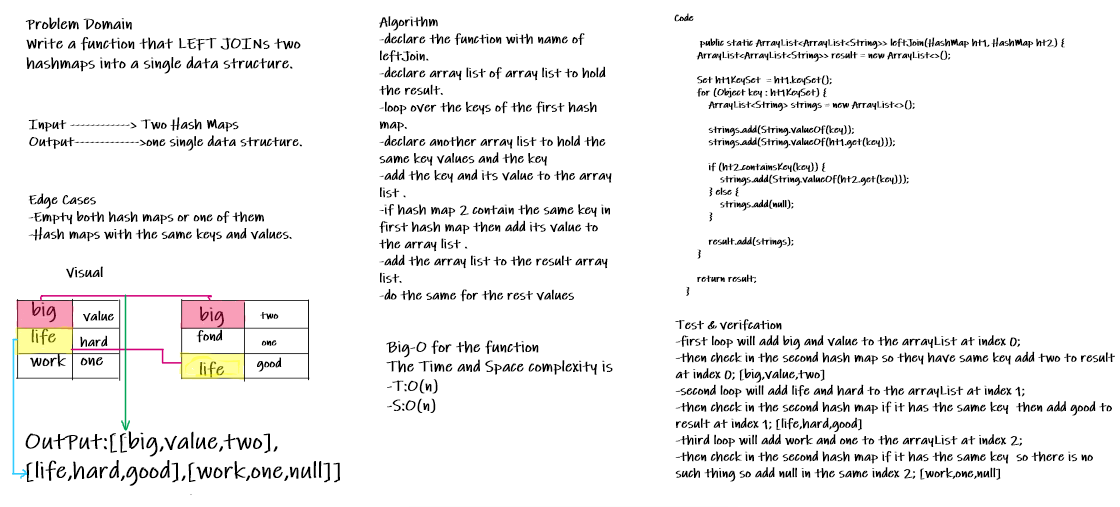 Problem Domain
Write a function that LEFT JOINs two
hashmaps into a single data structure.
Input ------------> Two Hash Maps
Output------------->one single data structure.
Edge Cases
-Empty both hash maps or one of them
-Hash maps with the same keys and values.
Visual
big value
life hard
work one
big two
fond one
life good
OutPut:[[big,value,two],
[life,hard,good],[work,one,null]]
Algorithm
-declare the function with name of
leftJoin.
-declare array list of array list to hold
the result.
-loop over the keys of the first hash
map.
-declare another array list to hold the
same key values and the key
-add the key and its value to the array
list .
-if hash map 2 contain the same key in
first hash map then add its value to
the array list .
-add the array list to the result array
list.
-do the same for the rest values
Big-O for the function
The Time and Space complexity is
-T:O(n)
-S:O(n)
Code
public static ArrayList<ArrayList<String>> leftJoin(HashMap ht1, HashMap ht2) {
ArrayList<ArrayList<String>> result = new ArrayList<>();
Set ht1KeySet = ht1.keySet();
for (Object key : ht1KeySet) {
ArrayList<String> strings = new ArrayList<>();
strings.add(String.valueOf(key));
strings.add(String.valueOf(ht1.get(key)));
if (ht2.containsKey(key)) {
strings.add(String.valueOf(ht2.get(key)));
} else {
strings.add(null);
}
result.add(strings);
}
return result;
}
Test & verifcation
-first loop will add big and value to the arrayList at index 0;
-then check in the second hash map so they have same key add two to result
at index 0; [big,value,two]
-second loop will add life and hard to the arrayList at index 1;
-then check in the second hash map if it has the same key then add good to
result at index 1; [life,hard,good]
-third loop will add work and one to the arrayList at index 2;
-then check in the second hash map if it has the same key so there is no
such thing so add null in the same index 2; [work,one,null]